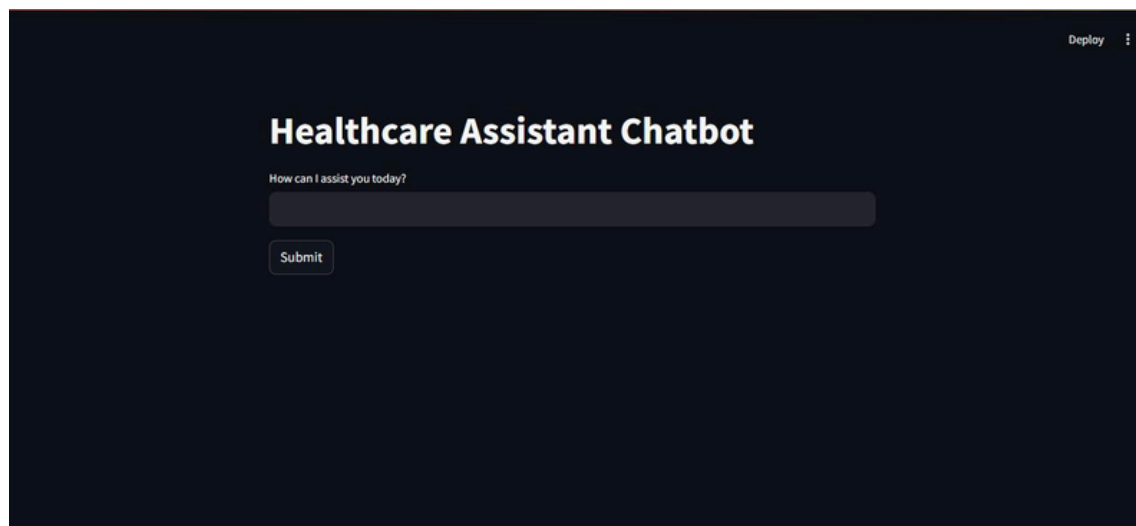 Deploy
Healthcare Assistant Chatbot
How can I assist you today?
Submit